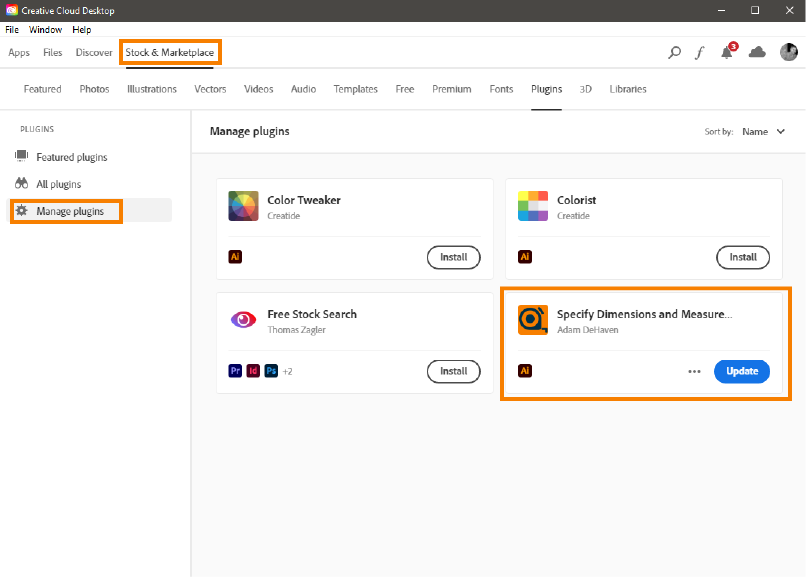 Creative Cloud Desktop
File Window Help
Apps Files Discover Stock & Marketplace 3
Featured Photos Illustrations Vectors Videos Audio Templates Free Premium Fonts Plugins 3D Libraries
PLUGINS
Featured plugins
All plugins
Manage plugins
Manage plugins
Sort by: Name
Color Tweaker
Creatide
Ai Install
Colorist
Creatide
Ai Install
Free Stock Search
Thomas Zagler
Pr Id Ps +2 Install
Specify Dimensions and Measure...
Adam DeHaven
Ai ••• Update